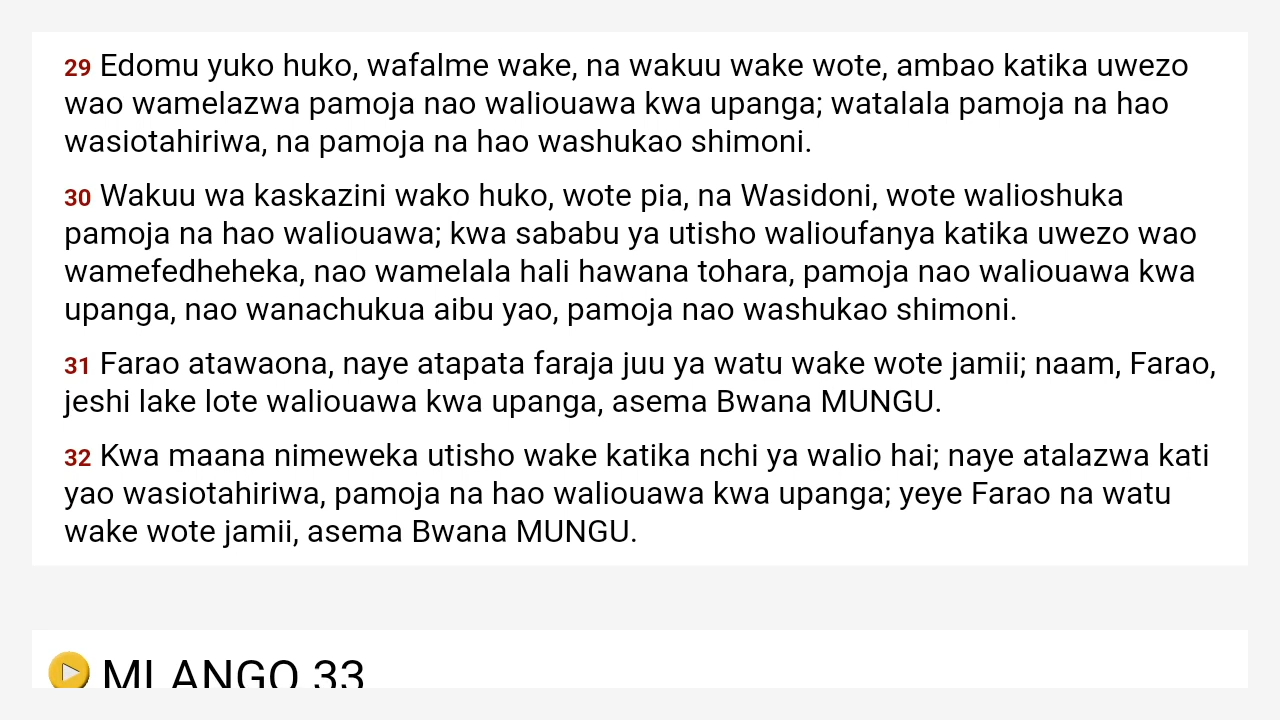 29 Edomu yuko huko, wafalme wake, na wakuu wake wote, ambao katika uwezo
wao wamelazwa pamoja nao waliouawa kwa upanga; watalala pamoja na hao
wasiotahiriwa, na pamoja na hao washukao shimoni.
30 Wakuu wa kaskazini wako huko, wote pia, na Wasidoni, wote walioshuka
pamoja na hao waliouawa; kwa sababu ya utisho walioufanya katika uwezo wao
wamefedheheka, nao wamelala hali hawana tohara, pamoja nao waliouawa kwa
upanga, nao wanachukua aibu yao, pamoja nao washukao shimoni.
31 Farao atawaona, naye atapata faraja juu ya watu wake wote jamii; naam, Farao,
jeshi lake lote waliouawa kwa upanga, asema Bwana MUNGU.
32 Kwa maana nimeweka utisho wake katika nchi ya walio hai; naye atalazwa kati
yao wasiotahiriwa, pamoja na hao waliouawa kwa upanga; yeye Farao na watu
wake wote jamii, asema Bwana MUNGU.
MLANGO 33